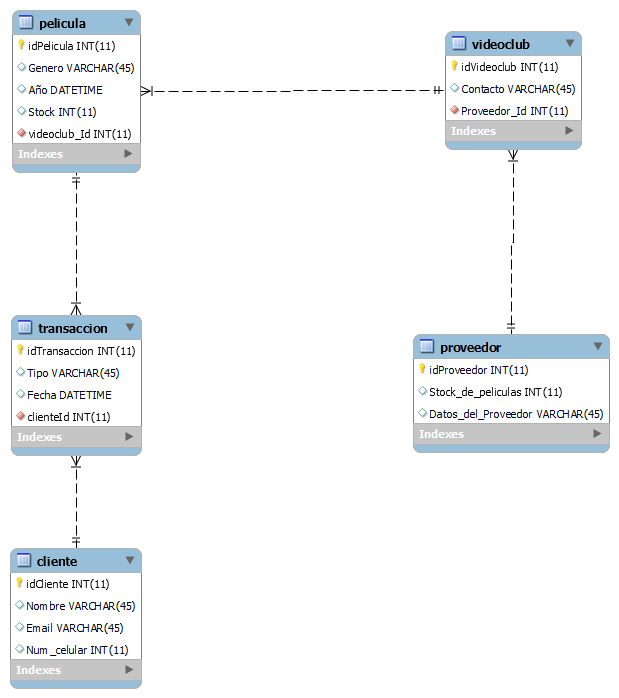 pelicula
idPelicula INT(11)
Genero VARCHAR(45)
Año DATETIME
Stock INT(11)
videoclub_Id INT(11)
Indexes
videoclub
idVideoclub INT(11)
Contacto VARCHAR(45)
Proveedor_Id INT(11)
Indexes
transaccion
idTransaccion INT(11)
Tipo VARCHAR(45)
Fecha DATETIME
clienteId INT(11)
Indexes
proveedor
idProveedor INT(11)
Stock_de_peliculas INT(11)
Datos_del_Proveedor VARCHAR(45)
Indexes
cliente
idCliente INT(11)
Nombre VARCHAR(45)
Email VARCHAR(45)
Num_celular INT(11)
Indexes